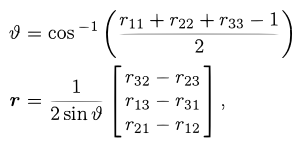 ϑ = cos⁻¹ ( (r₁₁ + r₂₂ + r₃₃ − 1) / 2 )
r = 1 / (2 sin ϑ) [ r₃₂ − r₂₃
r₁₃ − r₃₁
r₂₁ − r₁₂ ] ,